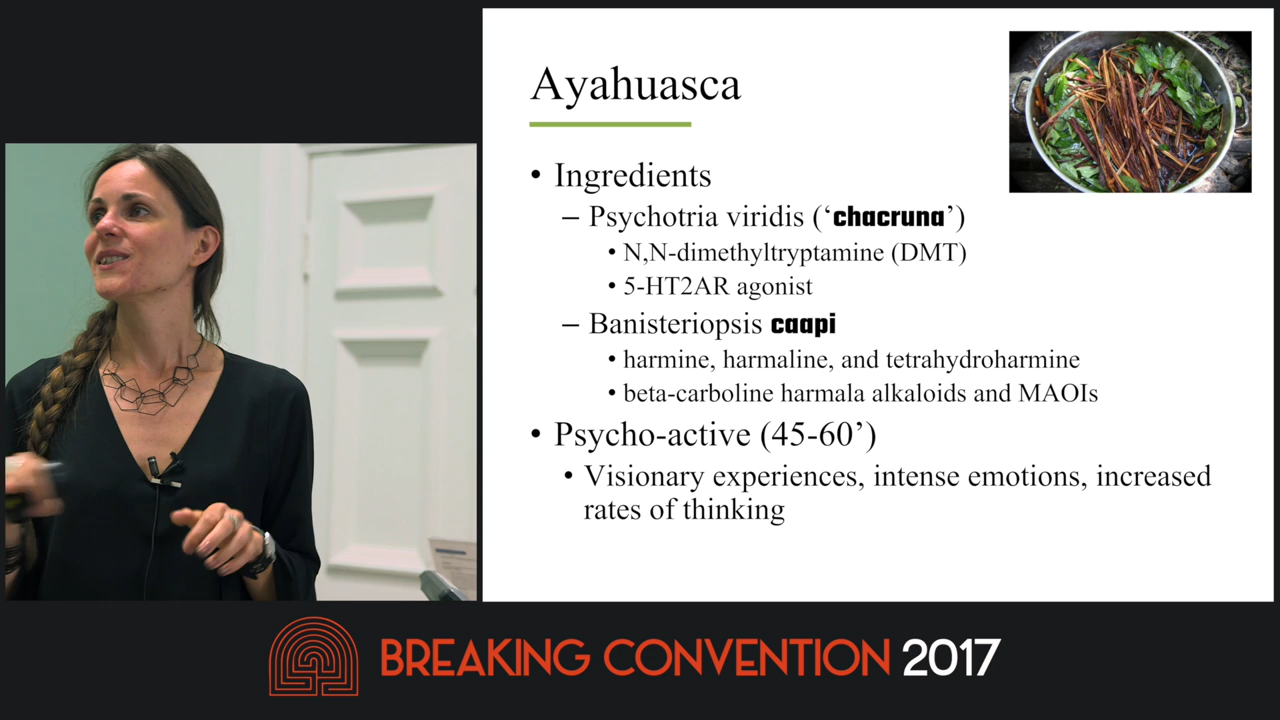 Ayahuasca
• Ingredients
– Psychotria viridis (‘chacruna’)
• N,N-dimethyltryptamine (DMT)
• 5-HT2AR agonist
– Banisteriopsis caapi
• harmine, harmaline, and tetrahydroharmine
• beta-carboline harmala alkaloids and MAOIs
• Psycho-active (45-60’)
• Visionary experiences, intense emotions, increased
rates of thinking
BREAKING CONVENTION 2017